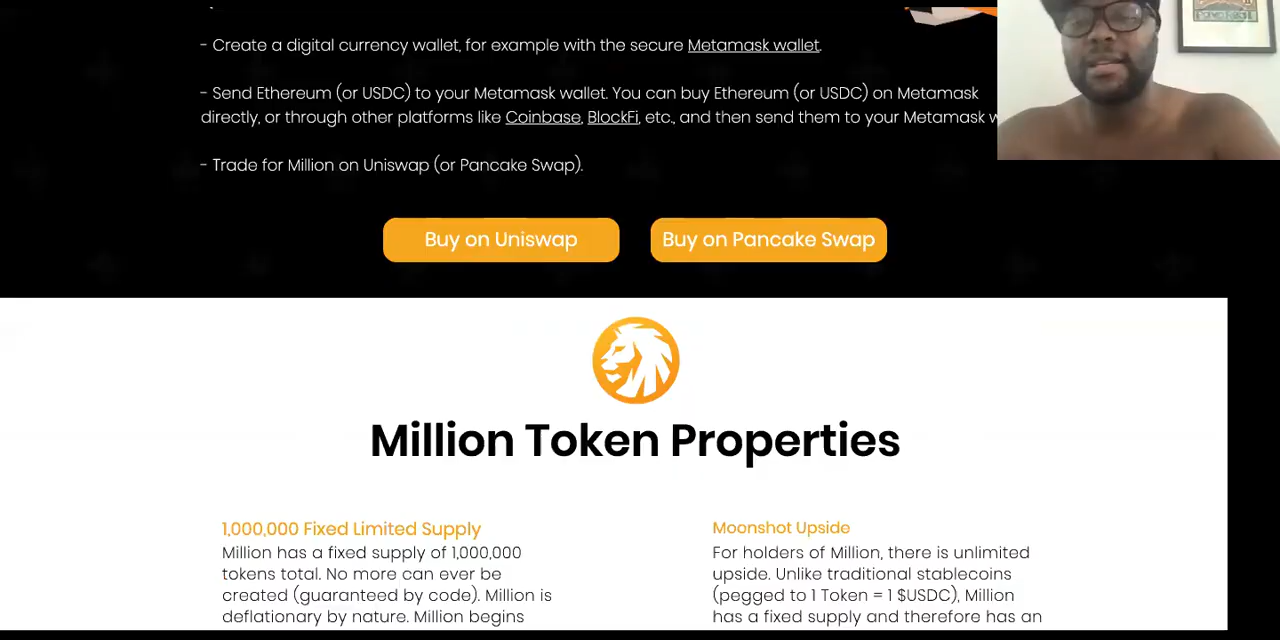 - Create a digital currency wallet, for example with the secure Metamask wallet.
- Send Ethereum (or USDC) to your Metamask wallet. You can buy Ethereum (or USDC) on Metamask
directly, or through other platforms like Coinbase, BlockFi, etc., and then send them to your Metamask w
- Trade for Million on Uniswap (or Pancake Swap).
Buy on Uniswap
Buy on Pancake Swap
Million Token Properties
1,000,000 Fixed Limited Supply
Million has a fixed supply of 1,000,000
tokens total. No more can ever be
created (guaranteed by code). Million is
deflationary by nature. Million begins
Moonshot Upside
For holders of Million, there is unlimited
upside. Unlike traditional stablecoins
(pegged to 1 Token = 1 $USDC), Million
has a fixed supply and therefore has an